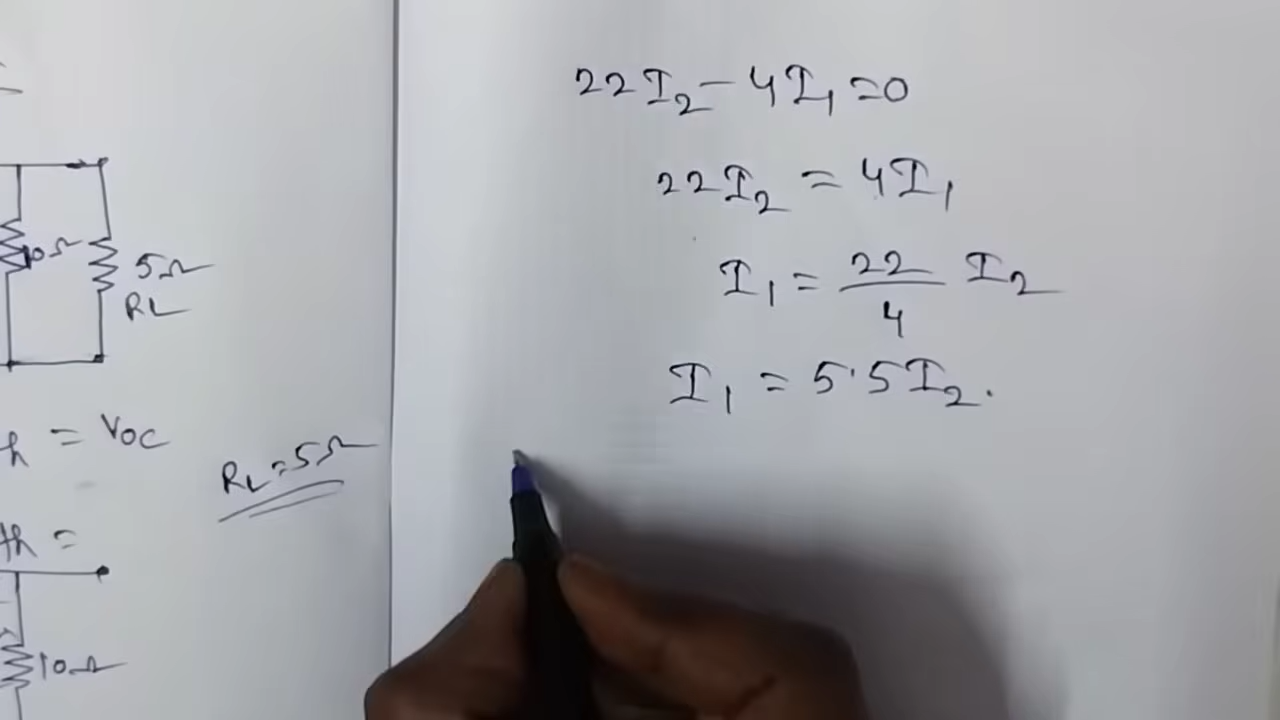 10Ω
5Ω
RL
h = VOC
RL=5Ω
th =
10Ω
22I₂ - 4I₁ = 0
22I₂ = 4I₁
I₁ = 22/4 I₂
I₁ = 5.5I₂.